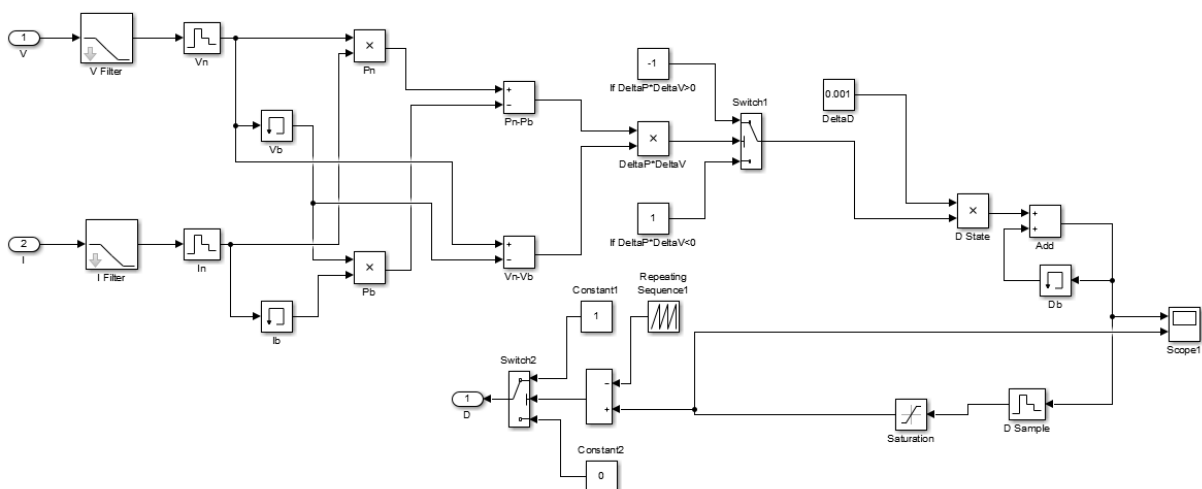 1
V
V Filter
Vn
×
Pn
+
−
Pn-Pb
-1
If DeltaP*DeltaV>0
Switch1
0.001
DeltaD
Vb
×
DeltaP*DeltaV
2
I
I Filter
In
×
Pb
+
−
Vn-Vb
1
If DeltaP*DeltaV<0
×
D State
+
+
Add
Db
Ib
Constant1
1
Repeating
Sequence1
Scope1
Switch2
1
D
−
+
Saturation
D Sample
Constant2
0